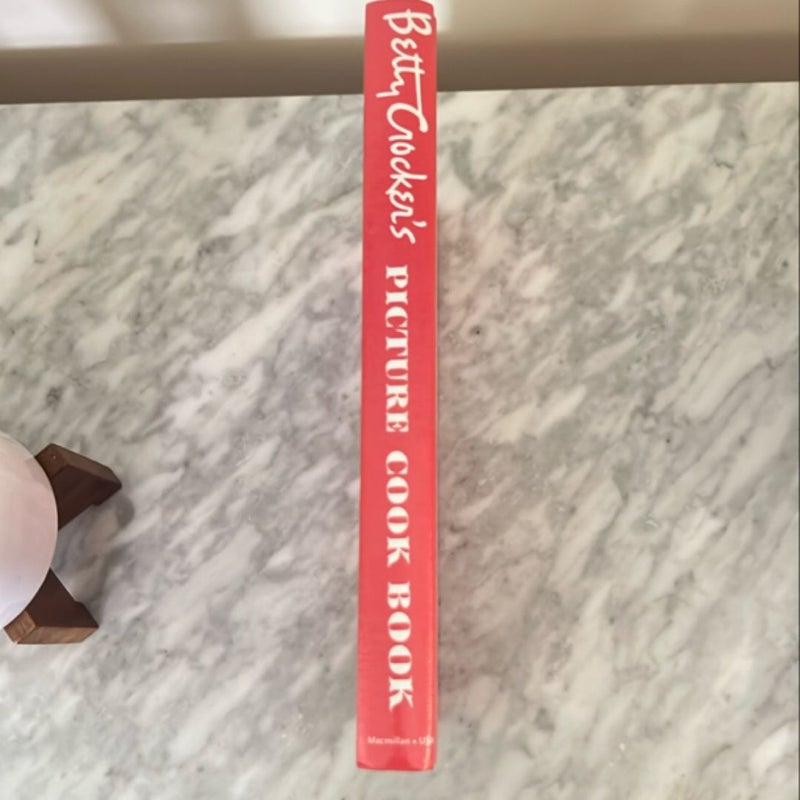 Betty Crocker's PICTURE COOK BOOK
Macmillan • USA